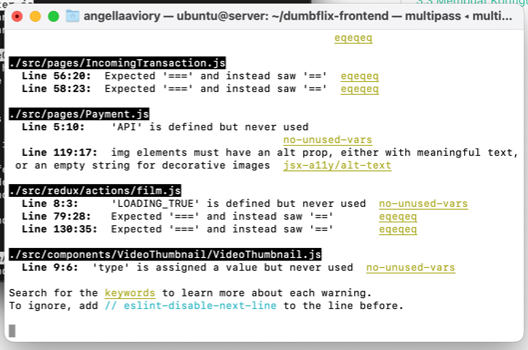 angellaaviory — ubuntu@server: ~/dumbflix-frontend — multipass ◂ multi...
eqeqeq
./src/pages/IncomingTransaction.js
Line 56:20: Expected '===' and instead saw '==' eqeqeq
Line 58:23: Expected '===' and instead saw '==' eqeqeq
./src/pages/Payment.js
Line 5:10: 'API' is defined but never used
no-unused-vars
Line 119:17: img elements must have an alt prop, either with meaningful text,
or an empty string for decorative images jsx-a11y/alt-text
./src/redux/actions/film.js
Line 8:3: 'LOADING_TRUE' is defined but never used no-unused-vars
Line 79:28: Expected '===' and instead saw '==' eqeqeq
Line 130:35: Expected '===' and instead saw '==' eqeqeq
./src/components/VideoThumbnail/VideoThumbnail.js
Line 9:6: 'type' is assigned a value but never used no-unused-vars
Search for the keywords to learn more about each warning.
To ignore, add // eslint-disable-next-line to the line before.